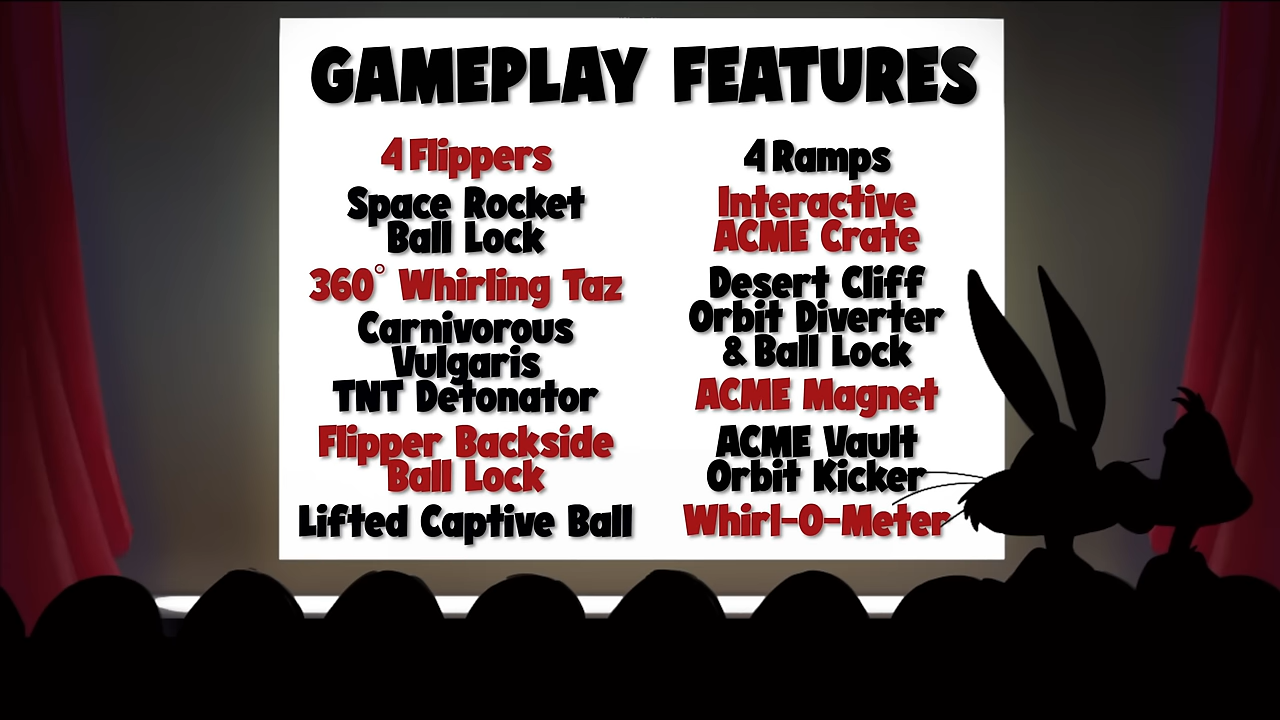 GAMEPLAY FEATURES
4 Flippers
Space Rocket
Ball Lock
360° Whirling Taz
Carnivorous
Vulgaris
TNT Detonator
Flipper Backside
Ball Lock
Lifted Captive Ball
4 Ramps
Interactive
ACME Crate
Desert Cliff
Orbit Diverter
& Ball Lock
ACME Magnet
ACME Vault
Orbit Kicker
Whirl-O-Meter